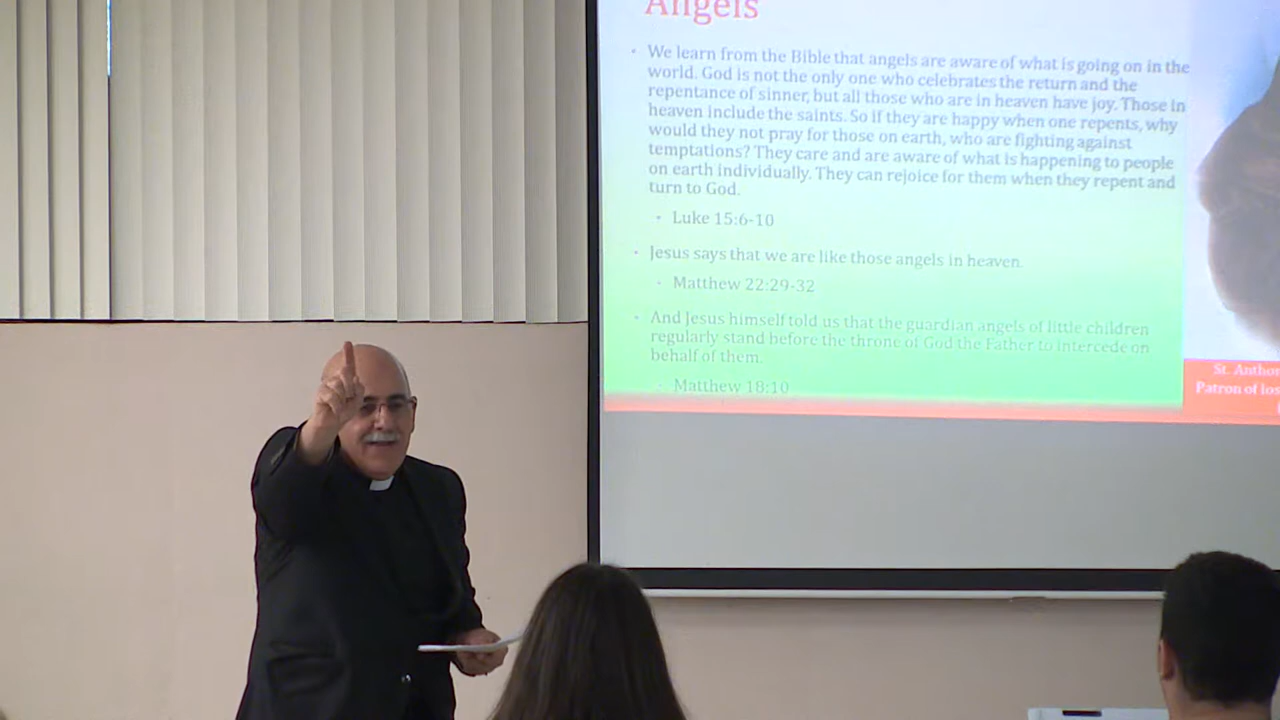 Angels
We learn from the Bible that angels are aware of what is going on in the
world. God is not the only one who celebrates the return and the
repentance of sinner, but all those who are in heaven have joy. Those in
heaven include the saints. So if they are happy when one repents, why
would they not pray for those on earth, who are fighting against
temptations? They care and are aware of what is happening to people
on earth individually. They can rejoice for them when they repent and
turn to God.
Luke 15:6-10
Jesus says that we are like those angels in heaven.
Matthew 22:29-32
And Jesus himself told us that the guardian angels of little children
regularly stand before the throne of God the Father to intercede on
behalf of them.
Matthew 18:10
St. Anthon
Patron of los